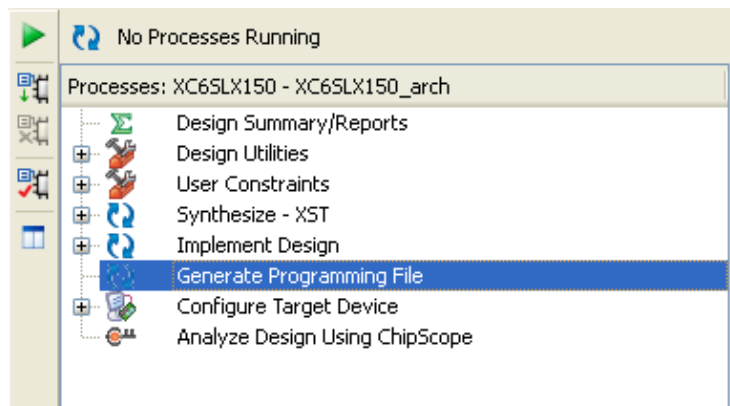 No Processes Running
Processes: XC6SLX150 - XC6SLX150_arch
Design Summary/Reports
Design Utilities
User Constraints
Synthesize - XST
Implement Design
Generate Programming File
Configure Target Device
Analyze Design Using ChipScope